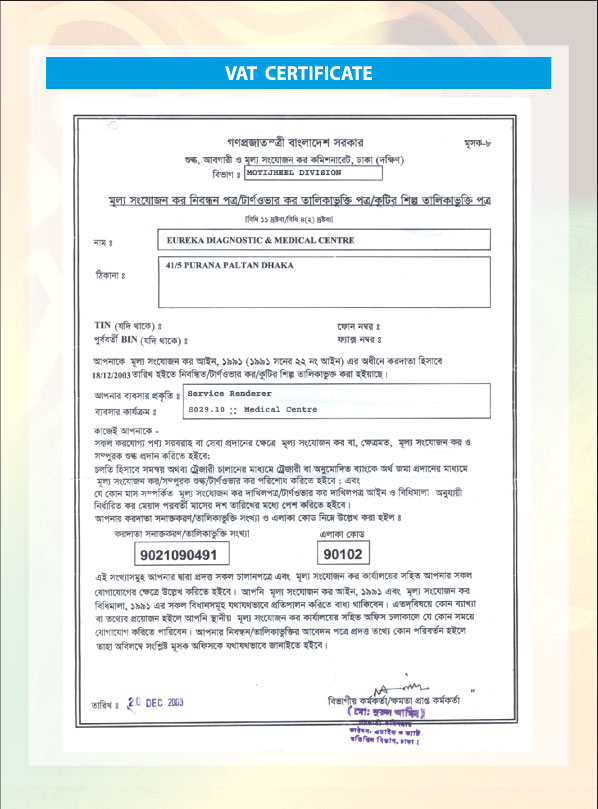 VAT CERTIFICATE
গণপ্রজাতন্ত্রী বাংলাদেশ সরকার
মূসক-৮
শুল্ক, আবগারী ও মূল্য সংযোজন কর কমিশনারেট, ঢাকা (দক্ষিণ)
বিভাগ ঃ MOTIJHEEL DIVISION
মূল্য সংযোজন কর নিবন্ধন পত্র/টার্ণওভার কর তালিকাভুক্তি পত্র/কুটির শিল্প তালিকাভুক্তি পত্র
[বিধি ১১ দ্রষ্টব্য/বিধি ৪(২) দ্রষ্টব্য]
নাম ঃ EUREKA DIAGNOSTIC & MEDICAL CENTRE
ঠিকানা ঃ 41/5 PURANA PALTAN DHAKA
TIN (যদি থাকে) ঃ ফোন নম্বর ঃ
পূর্ববর্তী BIN (যদি থাকে) ঃ ফ্যাক্স নম্বর ঃ
আপনাকে মূল্য সংযোজন কর আইন, ১৯৯১ (১৯৯১ সনের ২২ নং আইন) এর অধীনে করদাতা হিসাবে
18/12/2003 তারিখ হইতে নিবন্ধিত/টার্ণওভার কর/কুটির শিল্প তালিকাভুক্ত করা হইয়াছে।
আপনার ব্যবসার প্রকৃতি ঃ Service Renderer
ব্যবসার কার্যক্রম ঃ S029.10 :: Medical Centre
কাজেই আপনাকে -
সকল করযোগ্য পণ্য সরবরাহ বা সেবা প্রদানের ক্ষেত্রে মূল্য সংযোজন কর বা, ক্ষেত্রমত, মূল্য সংযোজন কর ও
সম্পুরক শুল্ক প্রদান করিতে হইবে;
চলতি হিসাবে সমন্বয় অথবা ট্রেজারী চালানের মাধ্যমে ট্রেজারী বা অনুমোদিত ব্যাংকে অর্থ জমা প্রদানের মাধ্যমে
মূল্য সংযোজন কর/সম্পুরক শুল্ক/টার্ণওভার কর পরিশোধ করিতে হইবে ; এবং
যে কোন মাস সম্পর্কিত মূল্য সংযোজন কর দাখিলপত্র/টার্ণওভার কর দাখিলপত্র আইন ও বিধিমালা অনুযায়ী
নির্ধারিত কর মেয়াদ পরবর্তী মাসের দশ তারিখের মধ্যে পেশ করিতে হইবে।
আপনার করদাতা সনাক্তকরণ/তালিকাভুক্তি সংখ্যা ও এলাকা কোড নিম্নে উল্লেখ করা হইল ঃ
করদাতা সনাক্তকরণ/তালিকাভুক্তি সংখ্যা এলাকা কোড
9021090491 90102
এই সংখ্যাসমূহ আপনার দ্বারা প্রদত্ত সকল চালানপত্রে এবং মূল্য সংযোজন কর কার্যালয়ের সহিত আপনার সকল
যোগাযোগের ক্ষেত্রে উল্লেখ করিতে হইবে। আপনি মূল্য সংযোজন কর আইন, ১৯৯১ এবং মূল্য সংযোজন কর
বিধিমালা, ১৯৯১ এর সকল বিধানসমূহ যথাযথভাবে প্রতিপালন করিতে বাধ্য থাকিবেন। এতদ্‌বিষয়ে কোন ব্যাখ্যা
বা তথ্যের প্রয়োজন হইলে আপনি স্থানীয় মূল্য সংযোজন কর কার্যালয়ের সহিত অফিস চলাকালে যে কোন সময়ে
যোগাযোগ করিতে পারিবেন। আপনার নিবন্ধন/তালিকাভুক্তির আবেদন পত্রে প্রদত্ত তথ্যে কোন পরিবর্তন হইলে
তাহা অবিলম্বে সংশ্লিষ্ট মূসক অফিসকে যথাযথভাবে জানাইতে হইবে।
তারিখ ঃ 20 DEC 2003
বিভাগীয় কর্মকর্তা/ক্ষমতা প্রাপ্ত কর্মকর্তা
(মোঃ নুরুল আমিন)
মতিঝিল বিভাগ, ঢাকা।